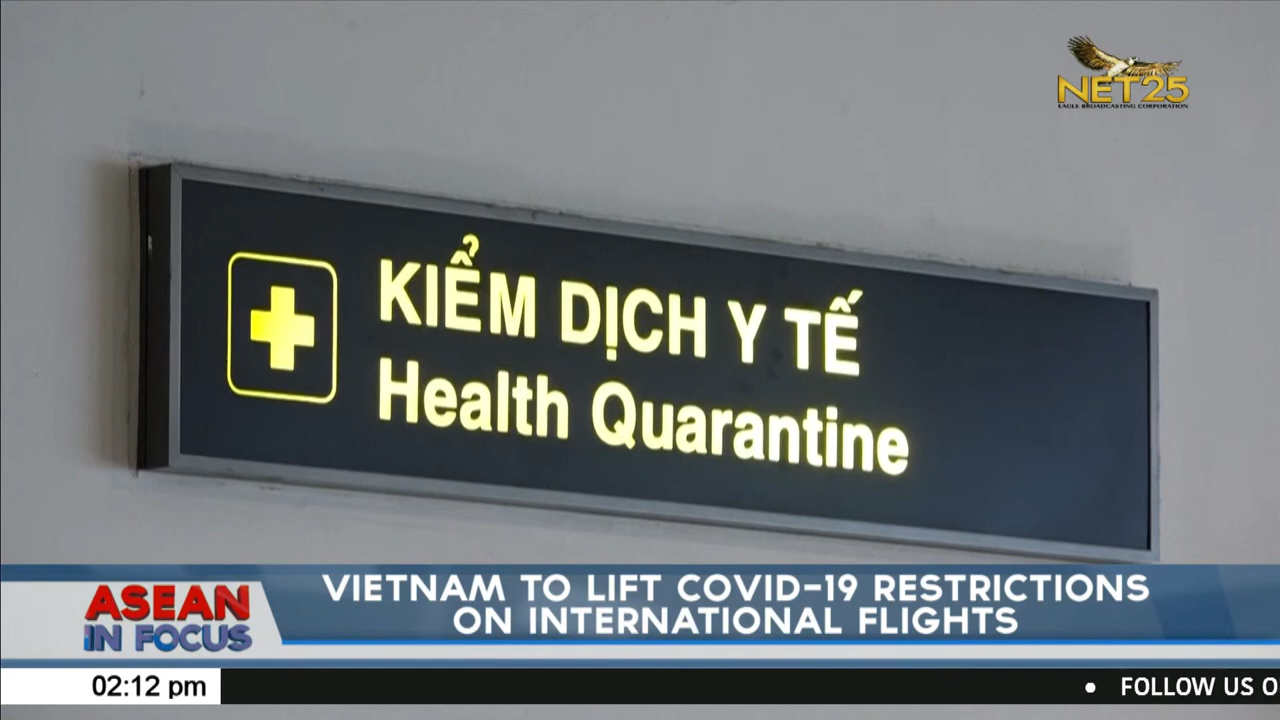 NET25
EAGLE BROADCASTING CORPORATION
KIỂM DỊCH Y TẾ
Health Quarantine
ASEAN
IN FOCUS
VIETNAM TO LIFT COVID-19 RESTRICTIONS
ON INTERNATIONAL FLIGHTS
02:12 pm
• FOLLOW US O